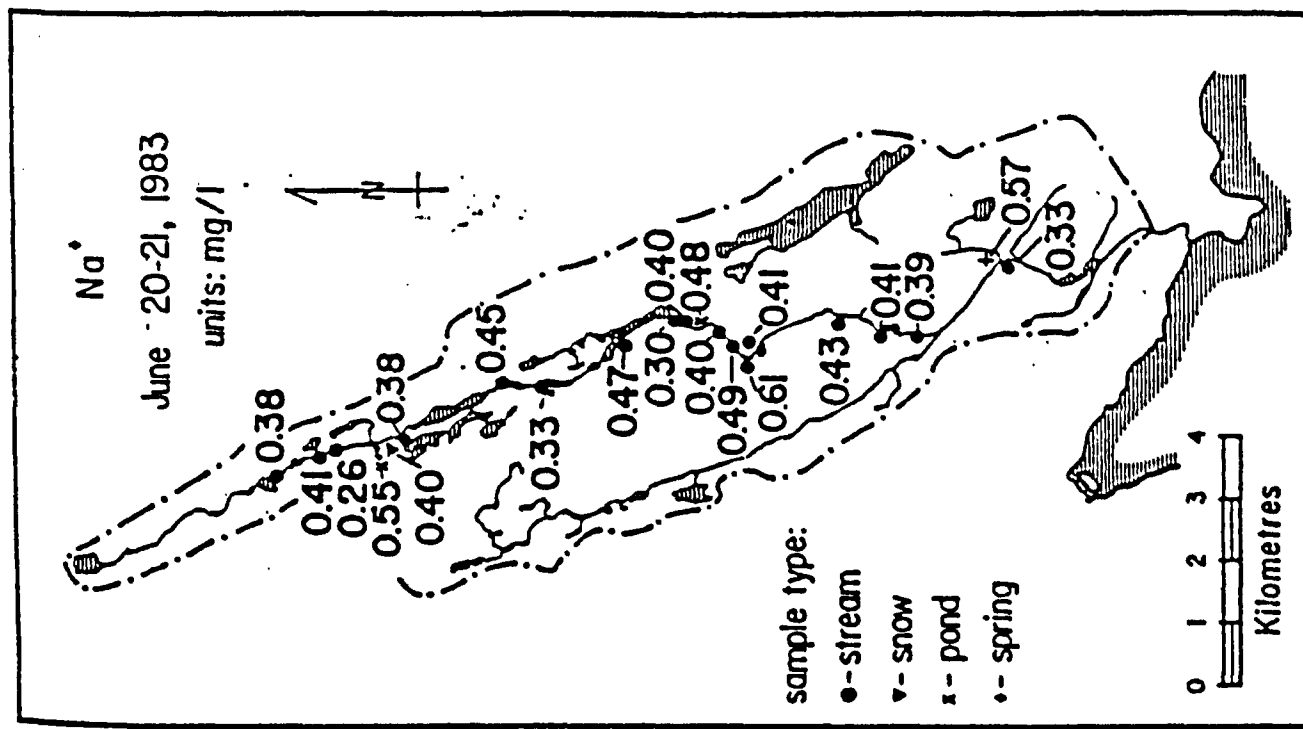 Na⁺
June 20-21, 1983
units: mg/l
N
0.38
0.41
0.26
0.55
0.38
0.40
0.45
0.33
0.47
0.40
0.30
0.48
0.40
0.41
0.49
0.61
0.43
0.41
0.39
0.57
0.33
sample type:
●-stream
▼-snow
x-pond
+-spring
0 1 2 3 4
Kilometres